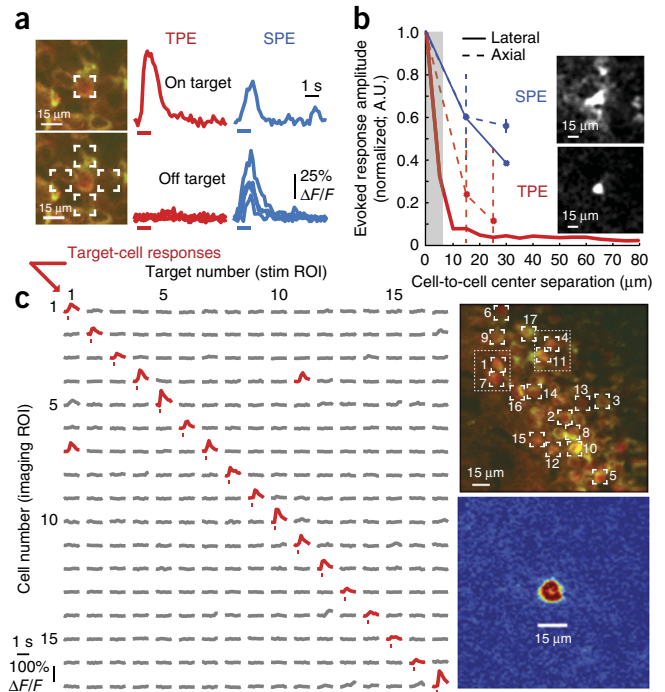 a
TPE
SPE
On target
1 s
15 µm
Off target
25%
ΔF/F
15 µm
b
Evoked response amplitude
(normalized; A.U.)
1.0
0.8
0.6
0.4
0.2
0
Lateral
Axial
SPE
TPE
0 10 20 30 40 50 60 70 80
Cell-to-cell center separation (µm)
Target-cell responses
Target number (stim ROI)
c
1 5 10 15
Cell number (imaging ROI)
1
5
10
15
1 s
100%
ΔF/F
6
17
9
4
11
1
7
16
14
13
3
2
8
15
10
12
5
15 µm
15 µm